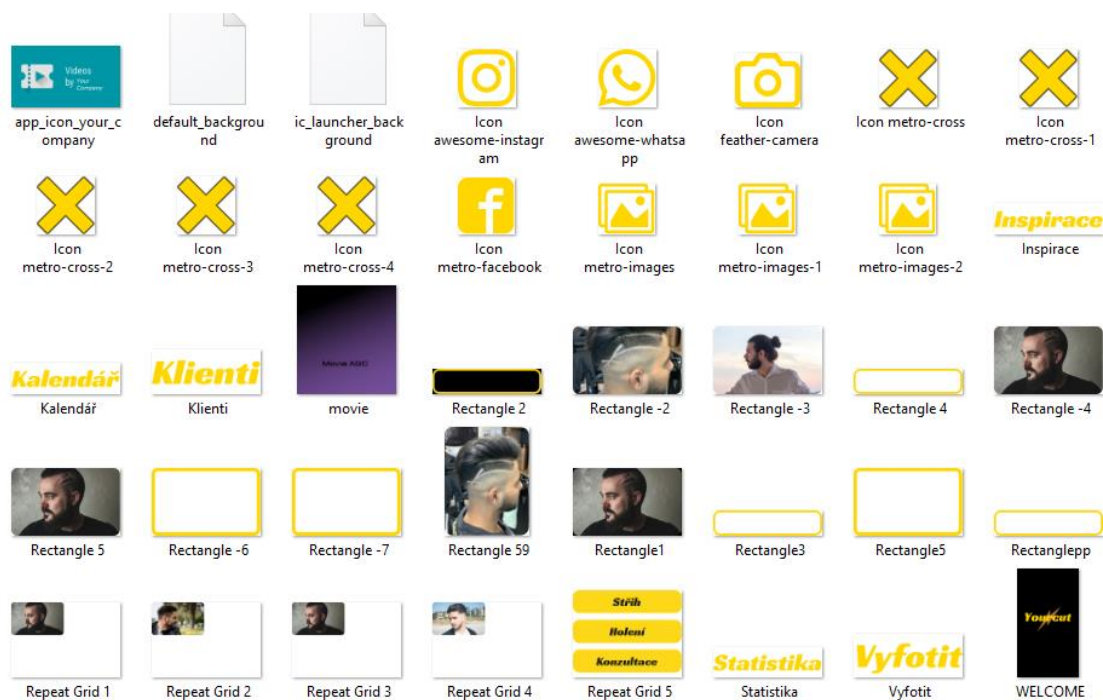 Videos
by Your
Company
app_icon_your_c
ompany
default_backgrou
nd
ic_launcher_back
ground
Icon
awesome-instagr
am
Icon
awesome-whatsa
pp
Icon
feather-camera
Icon metro-cross
Icon
metro-cross-1
Icon
metro-cross-2
Icon
metro-cross-3
Icon
metro-cross-4
Icon
metro-facebook
Icon
metro-images
Icon
metro-images-1
Icon
metro-images-2
Inspirace
Inspirace
Kalendář
Kalendář
Klienti
Klienti
movie
Rectangle 2
Rectangle -2
Rectangle -3
Rectangle 4
Rectangle -4
Rectangle 5
Rectangle -6
Rectangle -7
Rectangle 59
Rectangle1
Rectangle3
Rectangle5
Rectanglepp
Repeat Grid 1
Repeat Grid 2
Repeat Grid 3
Repeat Grid 4
Střih
Holení
Konzultace
Repeat Grid 5
Statistika
Statistika
Vyfotit
Vyfotit
Yourcut
WELCOME